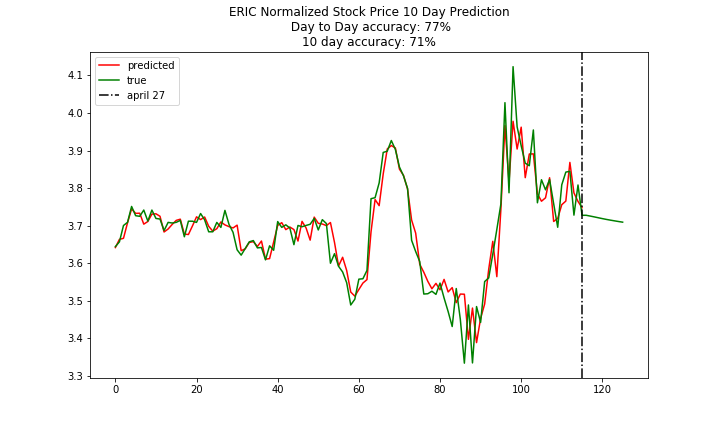 ERIC Normalized Stock Price 10 Day Prediction
Day to Day accuracy: 77%
10 day accuracy: 71%
predicted
true
april 27
4.1
4.0
3.9
3.8
3.7
3.6
3.5
3.4
3.3
0 20 40 60 80 100 120